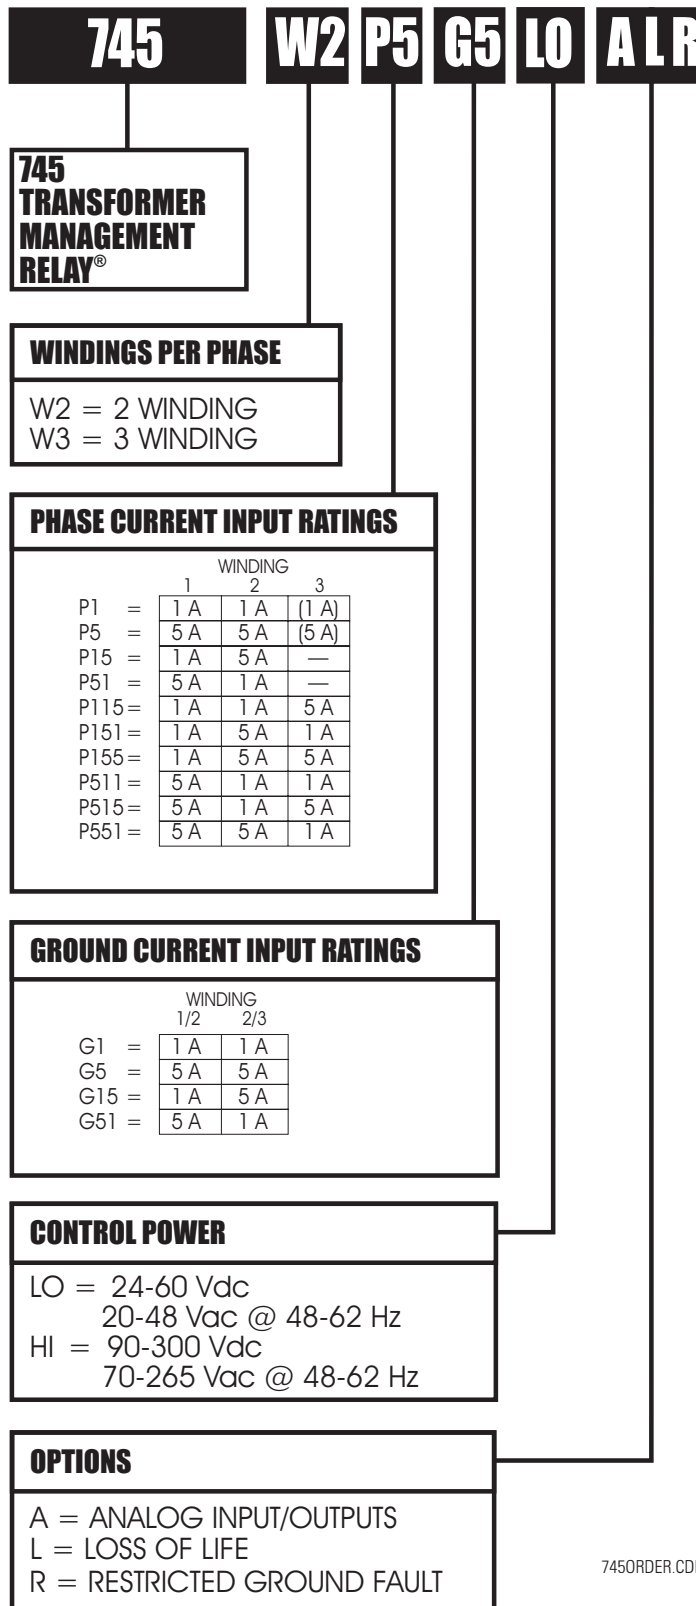 745 W2 P5 G5 LO A L R
745
TRANSFORMER
MANAGEMENT
RELAY®
WINDINGS PER PHASE
W2 = 2 WINDING
W3 = 3 WINDING
PHASE CURRENT INPUT RATINGS
WINDING
1 2 3
P1 = 1 A 1 A (1 A)
P5 = 5 A 5 A (5 A)
P15 = 1 A 5 A —
P51 = 5 A 1 A —
P115= 1 A 1 A 5 A
P151= 1 A 5 A 1 A
P155= 1 A 5 A 5 A
P511= 5 A 1 A 1 A
P515= 5 A 1 A 5 A
P551= 5 A 5 A 1 A
GROUND CURRENT INPUT RATINGS
WINDING
1/2 2/3
G1 = 1 A 1 A
G5 = 5 A 5 A
G15 = 1 A 5 A
G51 = 5 A 1 A
CONTROL POWER
LO = 24-60 Vdc
20-48 Vac @ 48-62 Hz
HI = 90-300 Vdc
70-265 Vac @ 48-62 Hz
OPTIONS
A = ANALOG INPUT/OUTPUTS
L = LOSS OF LIFE
R = RESTRICTED GROUND FAULT